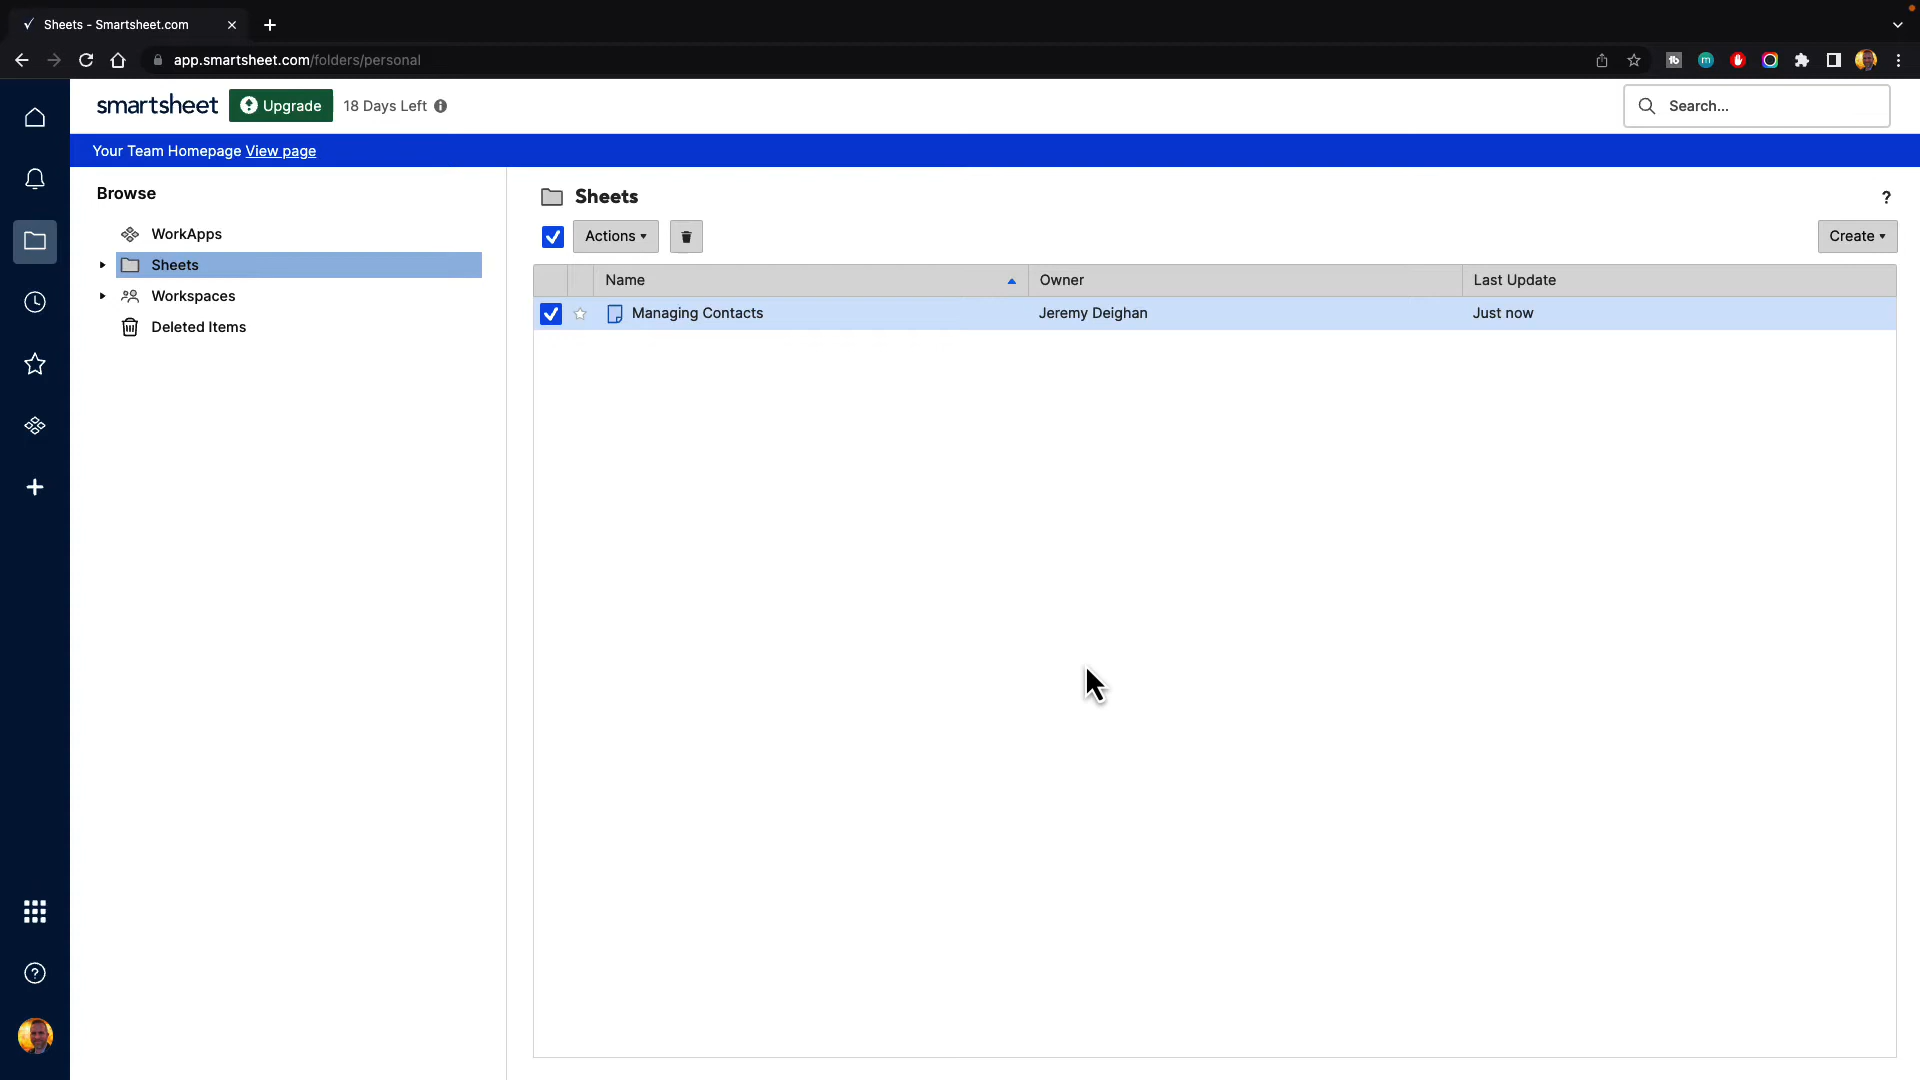 Sheets - Smartsheet.com
app.smartsheet.com/folders/personal
smartsheet Upgrade 18 Days Left
Search...
Your Team Homepage View page
Browse
WorkApps
Sheets
Workspaces
Deleted Items
Sheets
?
Actions
Create
Name Owner Last Update
Managing Contacts Jeremy Deighan Just now